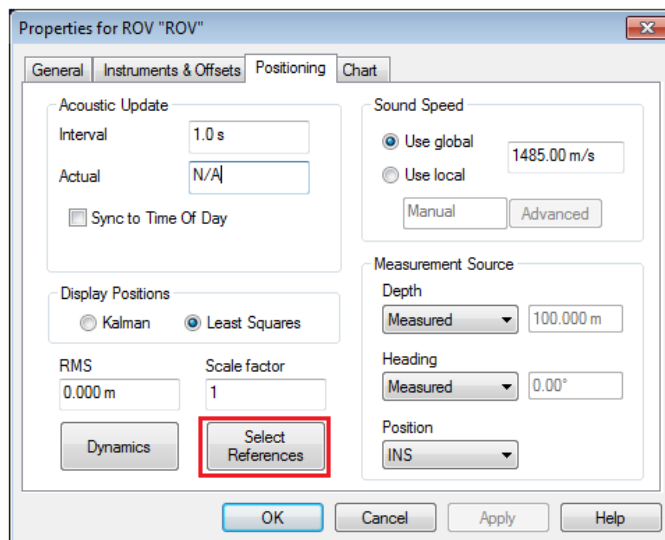 Properties for ROV "ROV"
General Instruments & Offsets Positioning Chart
Acoustic Update
Interval 1.0 s
Actual N/A
Sync to Time Of Day
Display Positions
Kalman Least Squares
RMS Scale factor
0.000 m 1
Dynamics Select
References
Sound Speed
Use global 1485.00 m/s
Use local
Manual Advanced
Measurement Source
Depth
Measured 100.000 m
Heading
Measured 0.00°
Position
INS
OK Cancel Apply Help